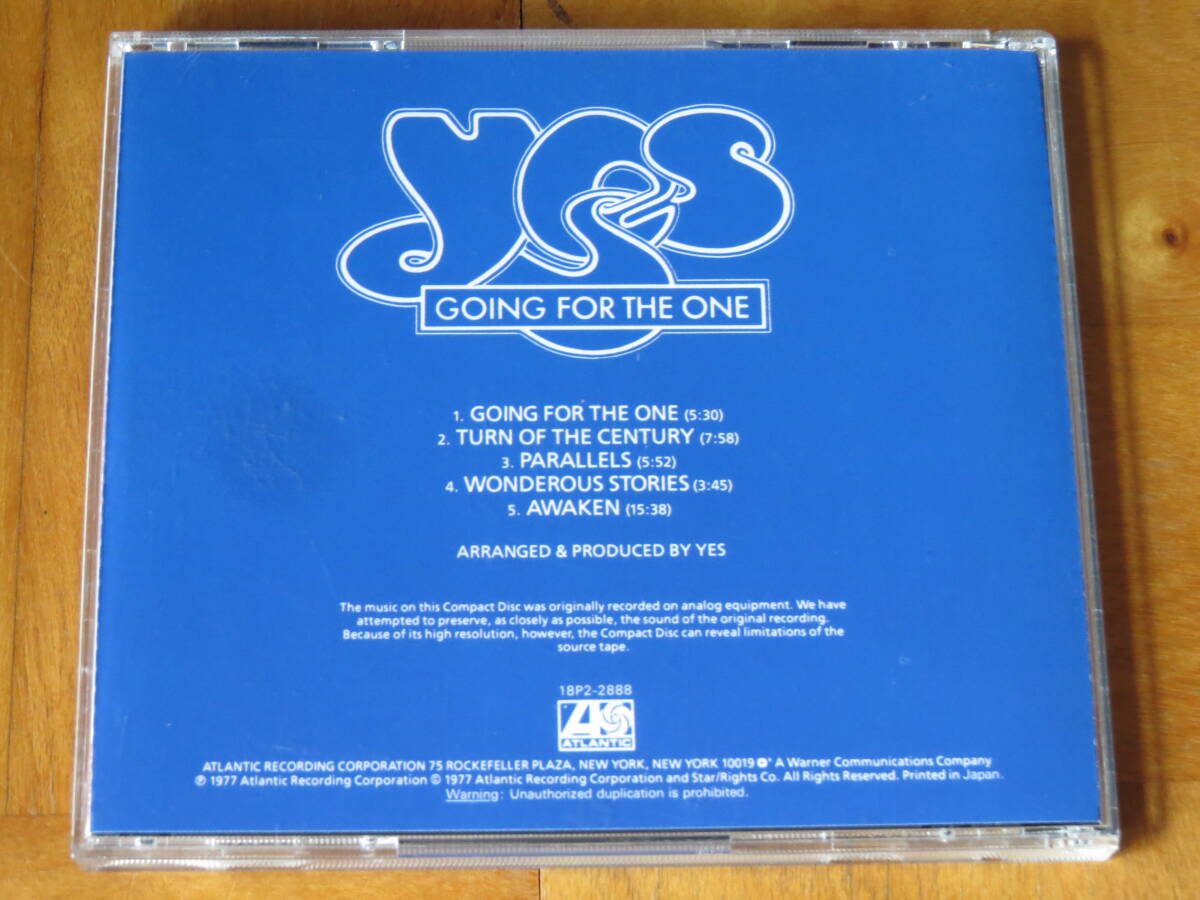 YES
GOING FOR THE ONE
1. GOING FOR THE ONE (5:30)
2. TURN OF THE CENTURY (7:58)
3. PARALLELS (5:52)
4. WONDEROUS STORIES (3:45)
5. AWAKEN (15:38)
ARRANGED & PRODUCED BY YES
The music on this Compact Disc was originally recorded on analog equipment. We have
attempted to preserve, as closely as possible, the sound of the original recording.
Because of its high resolution, however, the Compact Disc can reveal limitations of the
source tape.
18P2-2888
ATLANTIC
ATLANTIC RECORDING CORPORATION 75 ROCKEFELLER PLAZA, NEW YORK, NEW YORK 10019 A Warner Communications Company
℗ 1977 Atlantic Recording Corporation © 1977 Atlantic Recording Corporation and Star/Rights Co. All Rights Reserved. Printed in Japan.
Warning: Unauthorized duplication is prohibited.